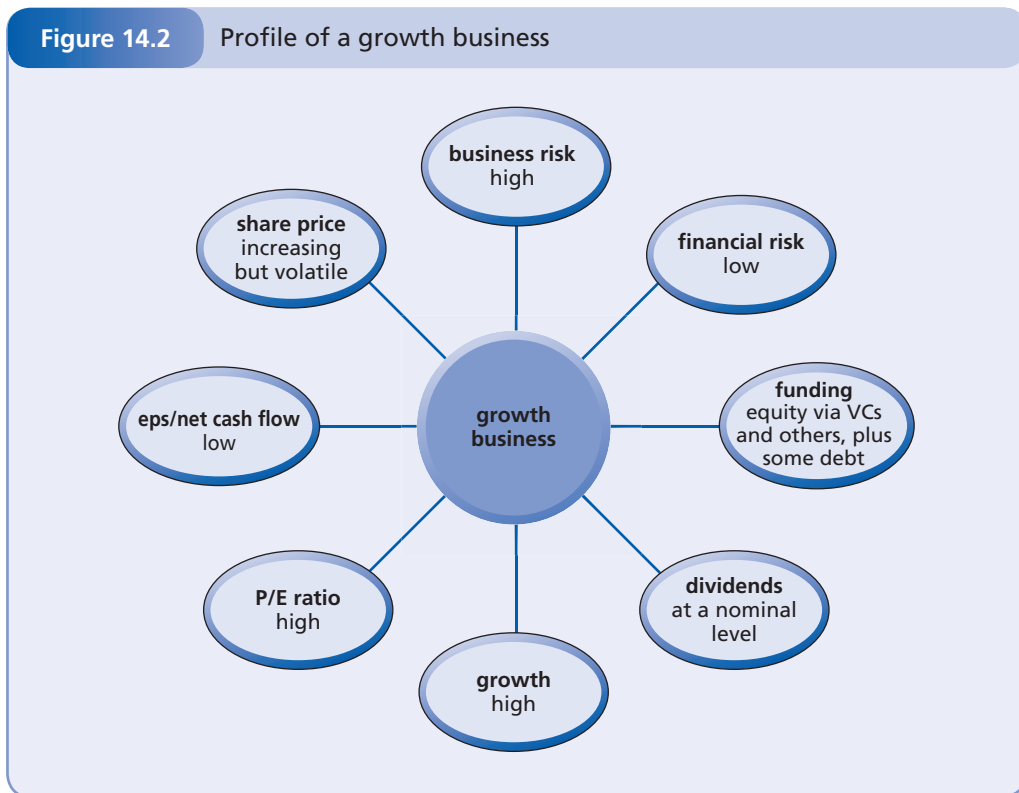 Figure 14.2
Profile of a growth business
business risk
high
financial risk
low
funding
equity via VCs
and others, plus
some debt
dividends
at a nominal
level
growth
high
P/E ratio
high
eps/net cash flow
low
share price
increasing
but volatile
growth
business